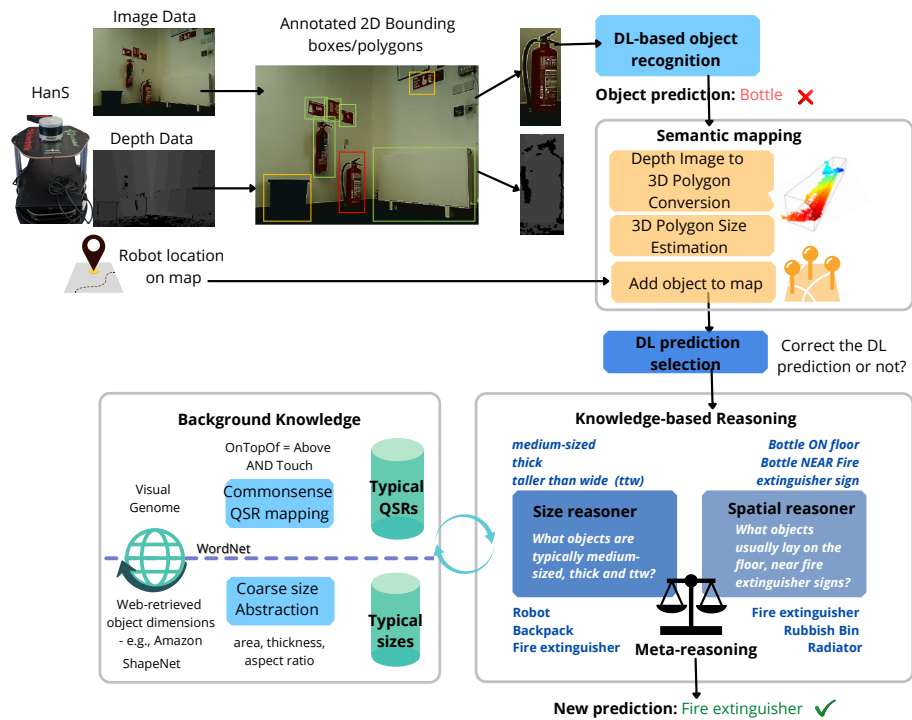 Image Data
Annotated 2D Bounding
boxes/polygons
DL-based object
recognition
HanS
Object prediction: Bottle
Depth Data
Semantic mapping
Depth Image to
3D Polygon
Conversion
3D Polygon Size
Estimation
Robot location
on map
Add object to map
DL prediction
selection
Correct the DL
prediction or not?
Background Knowledge
OnTopOf = Above
AND Touch
Visual
Genome
Commonsense
QSR mapping
Typical
QSRs
WordNet
Web-retrieved
object dimensions
- e.g., Amazon
ShapeNet
Coarse size
Abstraction
area, thickness,
aspect ratio
Typical
sizes
Knowledge-based Reasoning
medium-sized
thick
taller than wide (ttw)
Bottle ON floor
Bottle NEAR Fire
extinguisher sign
Size reasoner
What objects are
typically medium-
sized, thick and ttw?
Spatial reasoner
What objects
usually lay on the
floor, near fire
extinguisher signs?
Robot
Backpack
Fire extinguisher
Fire extinguisher
Rubbish Bin
Radiator
Meta-reasoning
New prediction: Fire extinguisher